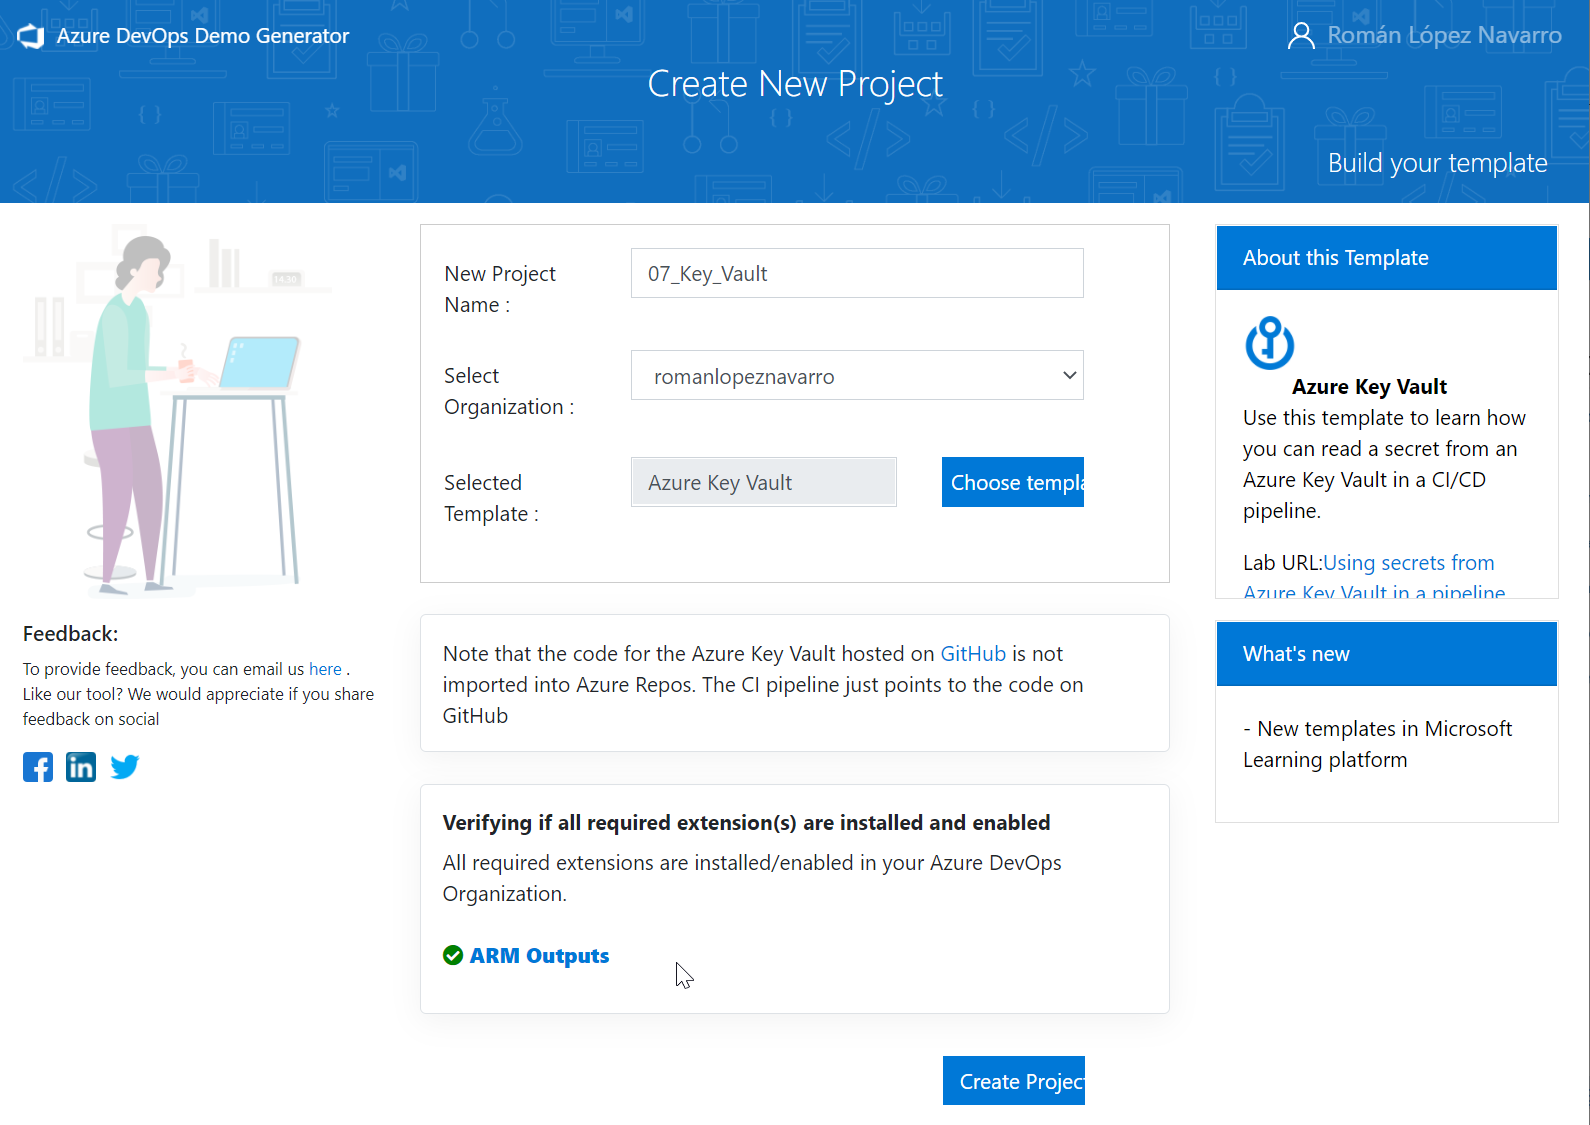 Azure DevOps Demo Generator
Román López Navarro
Create New Project
Build your template
14:30
Feedback:
To provide feedback, you can email us here .
Like our tool? We would appreciate if you share
feedback on social
New Project
Name :
07_Key_Vault
Select
Organization :
romanlopeznavarro
Selected
Template :
Azure Key Vault
Choose templa
Note that the code for the Azure Key Vault hosted on GitHub is not
imported into Azure Repos. The CI pipeline just points to the code on
GitHub
Verifying if all required extension(s) are installed and enabled
All required extensions are installed/enabled in your Azure DevOps
Organization.
ARM Outputs
Create Project
About this Template
Azure Key Vault
Use this template to learn how
you can read a secret from an
Azure Key Vault in a CI/CD
pipeline.
Lab URL:Using secrets from
Azure Key Vault in a pipeline
What's new
- New templates in Microsoft
Learning platform